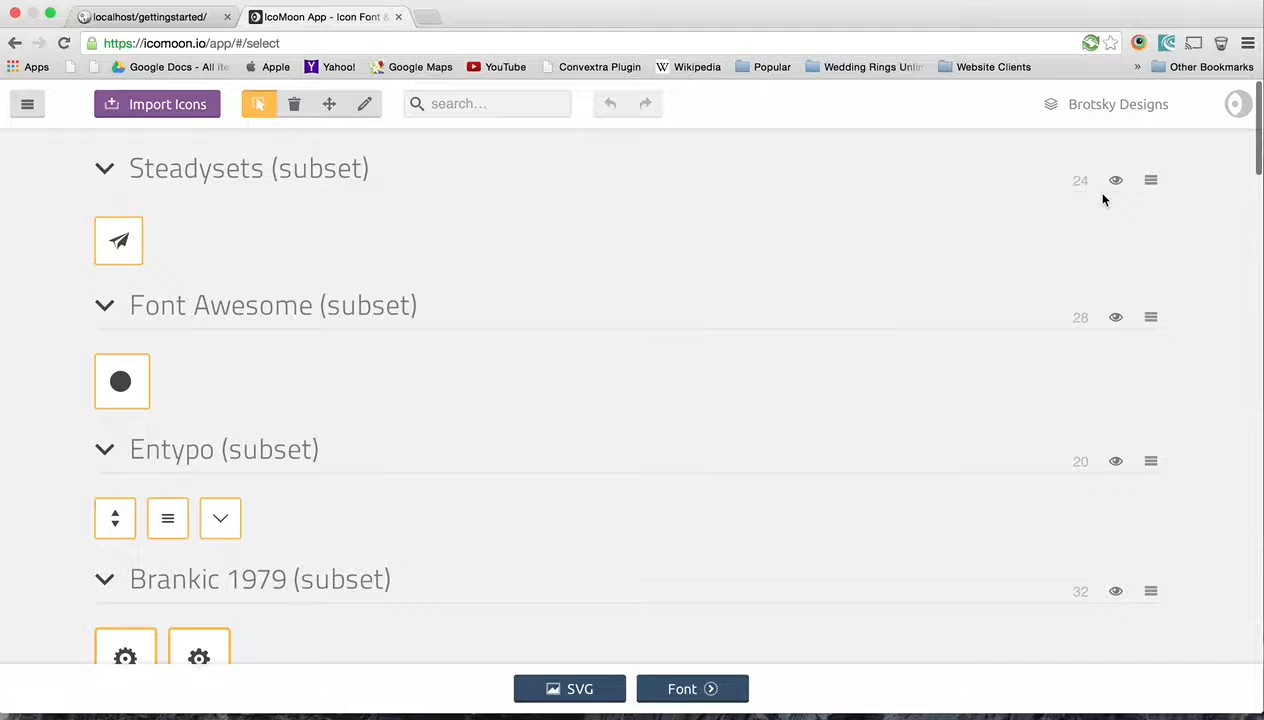 localhost/gettingstarted/
IcoMoon App - Icon Font &
https://icomoon.io/app/#/select
Apps
Google Docs - All ite
Apple
Yahoo!
Google Maps
YouTube
Convextra Plugin
Wikipedia
Popular
Wedding Rings Unlim
Website Clients
»
Other Bookmarks
Import Icons
search...
Brotsky Designs
Steadysets (subset)
24
Font Awesome (subset)
28
Entypo (subset)
20
Brankic 1979 (subset)
32
SVG
Font